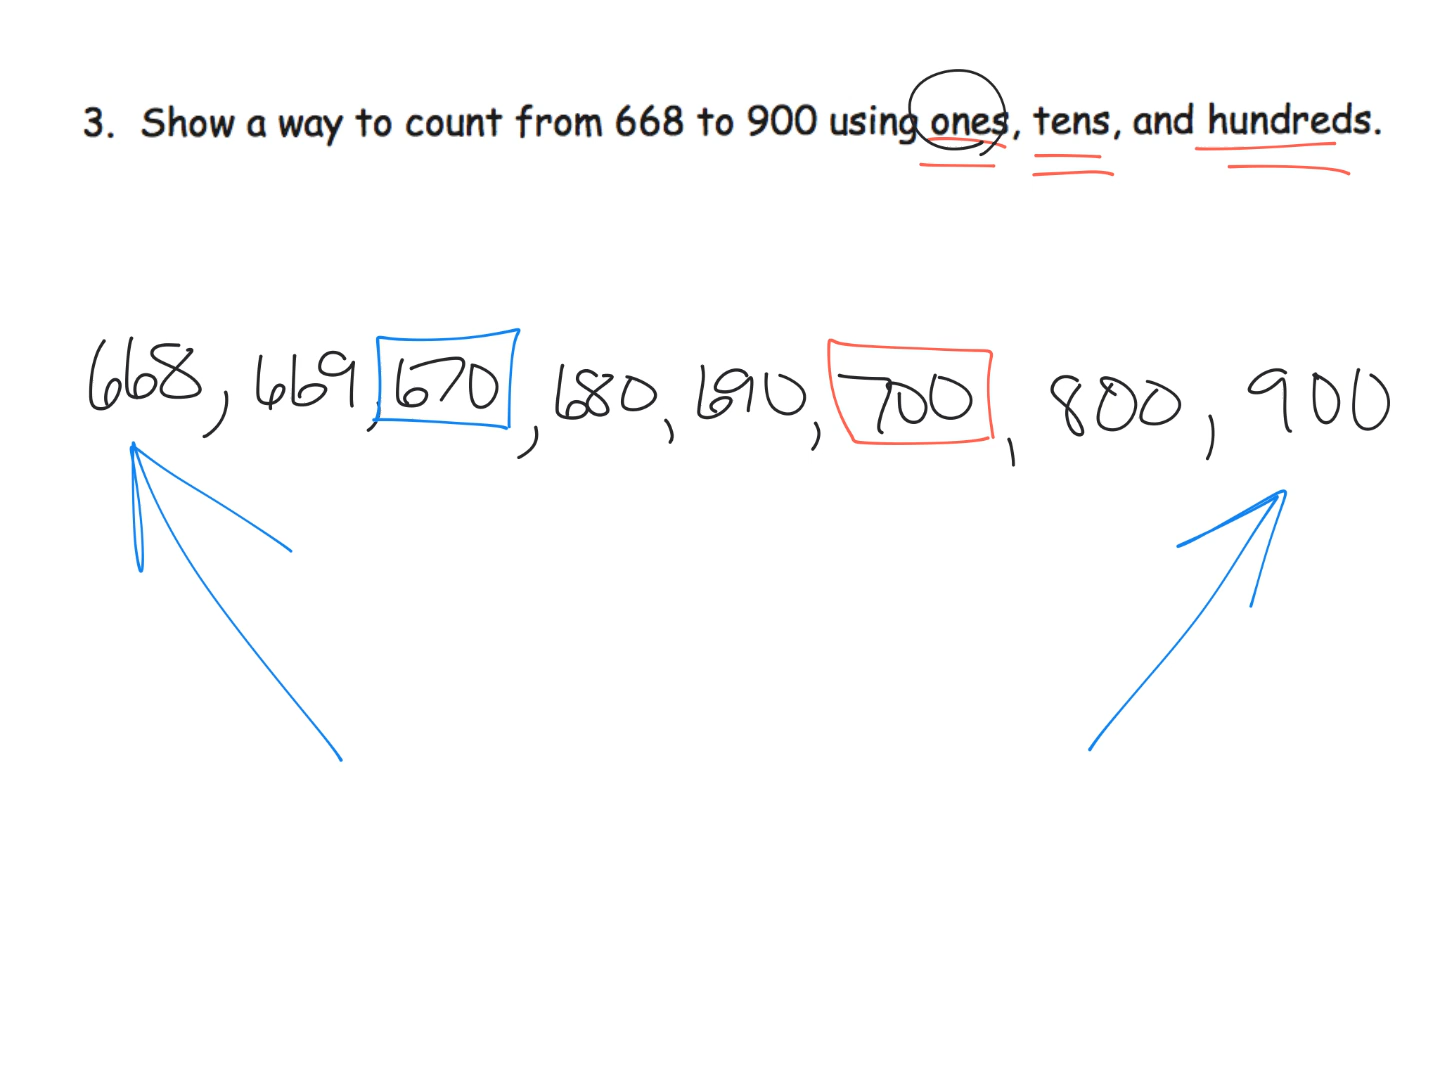 3. Show a way to count from 668 to 900 using ones, tens, and hundreds.
668, 669, 670, 680, 690, 700, 800, 900